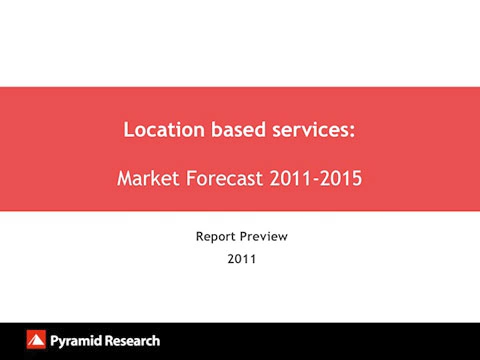 Location based services:
Market Forecast 2011-2015
Report Preview
2011
Pyramid Research